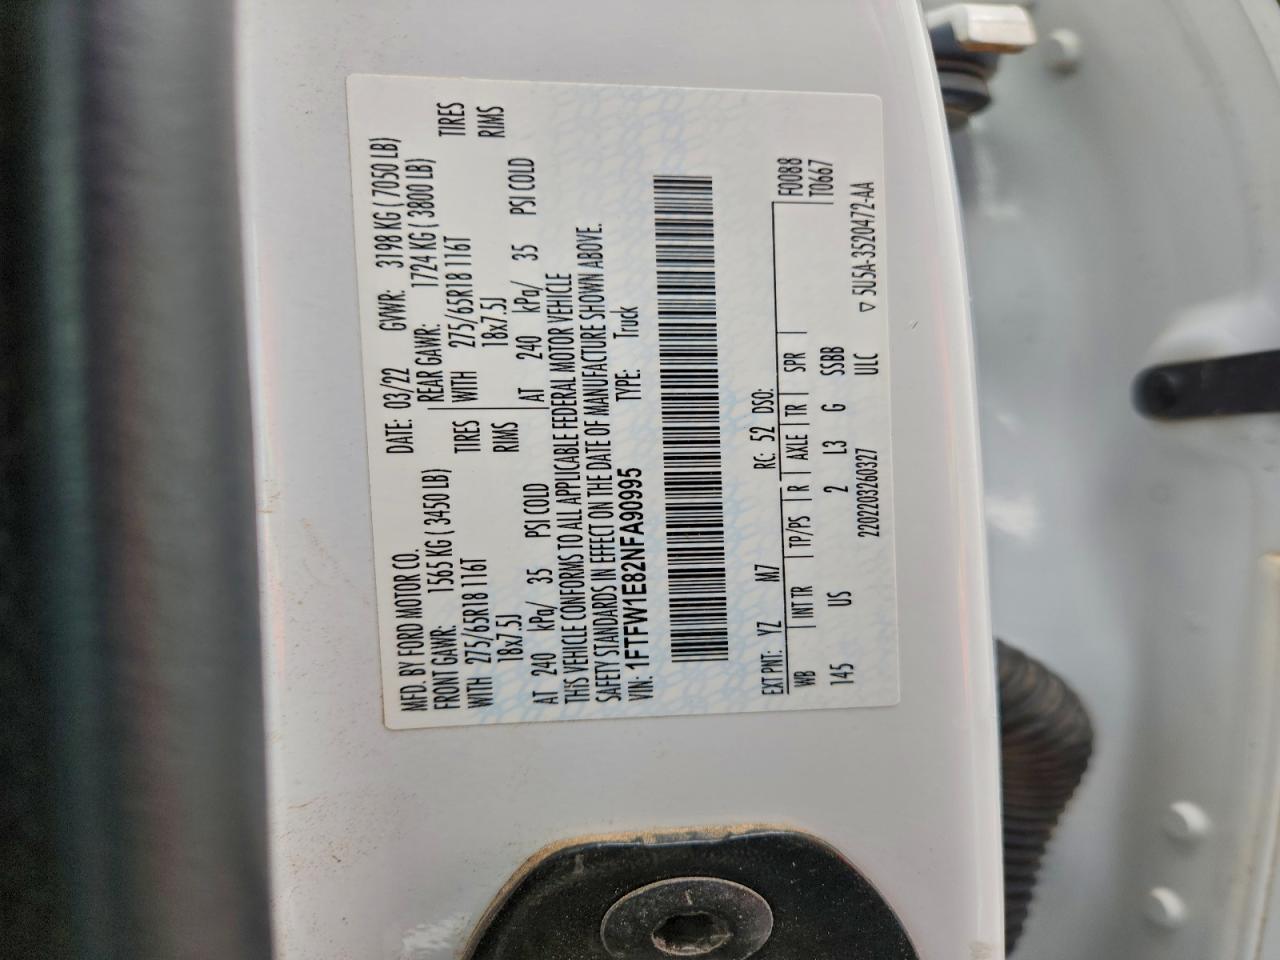 MFD. BY FORD MOTOR CO. DATE: 03/22 GVWR: 3198 KG ( 7050 LB)
FRONT GAWR: 1565 KG ( 3450 LB) REAR GAWR: 1724 KG ( 3800 LB)
WITH 275/65R18 116T TIRES WITH 275/65R18 116T TIRES
18x7.5J RIMS 18x7.5J RIMS
AT 240 kPa/ 35 PSI COLD AT 240 kPa/ 35 PSI COLD
THIS VEHICLE CONFORMS TO ALL APPLICABLE FEDERAL MOTOR VEHICLE
SAFETY STANDARDS IN EFFECT ON THE DATE OF MANUFACTURE SHOWN ABOVE.
VIN: 1FTFW1E82NFA90995 TYPE: Truck
EXT PNT: YZ M7 RC: 52 DSO: F0088
WB INT TR TP/PS R AXLE TR SPR T0667
145 US 2 L3 G SSBB
2202203260327 ULC ▽ 5U5A-3520472-AA